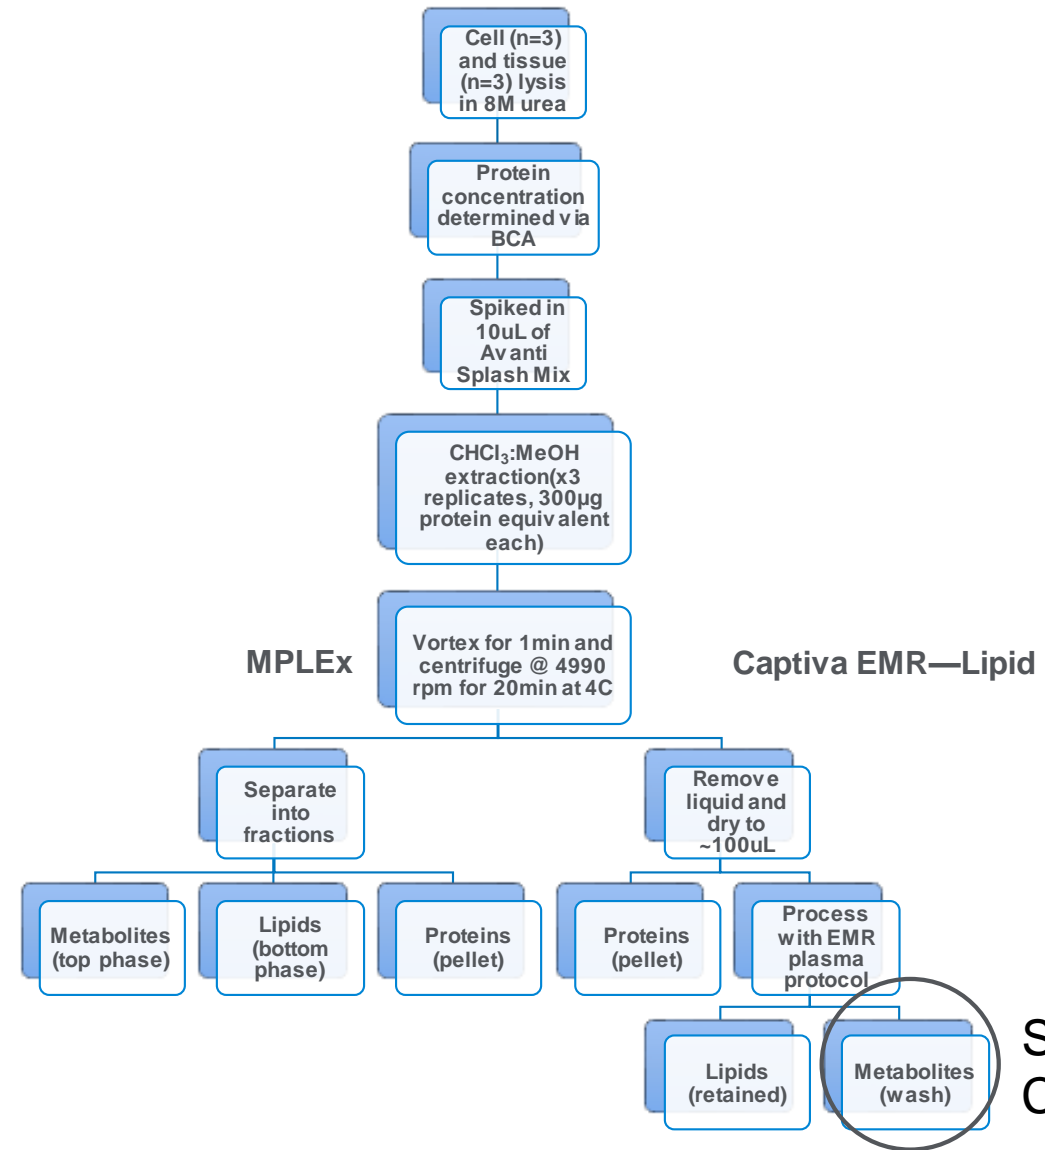 Cell (n=3)
and tissue
(n=3) lysis
in 8M urea
Protein
concentration
determined via
BCA
Spiked in
10uL of
Avanti
Splash Mix
CHCl₃:MeOH
extraction(x3
replicates, 300µg
protein equivalent
each)
MPLEx
Vortex for 1min and
centrifuge @ 4990
rpm for 20min at 4C
Captiva EMR—Lipid
Separate
into
fractions
Remove
liquid and
dry to
~100uL
Metabolites
(top phase)
Lipids
(bottom
phase)
Proteins
(pellet)
Proteins
(pellet)
Process
with EMR
plasma
protocol
Lipids
(retained)
Metabolites
(wash)